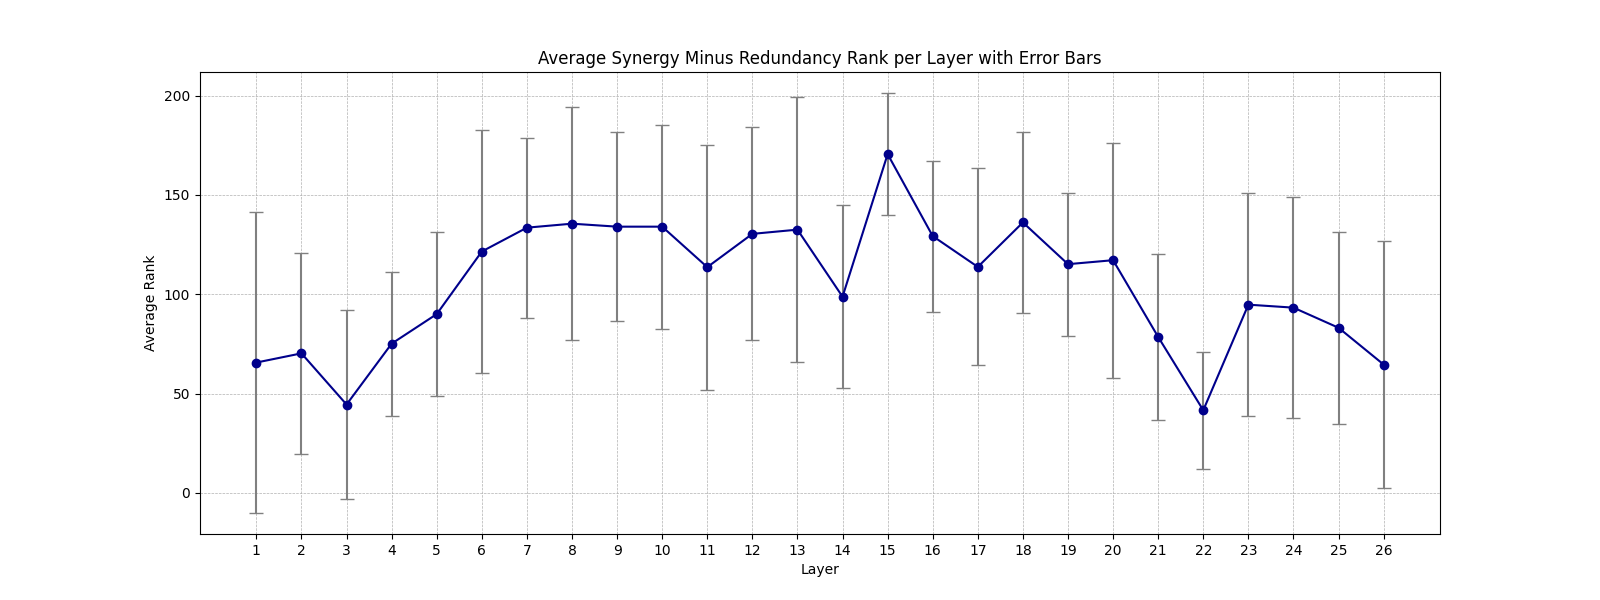 Average Synergy Minus Redundancy Rank per Layer with Error Bars
200
150
100
50
0
Average Rank
1 2 3 4 5 6 7 8 9 10 11 12 13 14 15 16 17 18 19 20 21 22 23 24 25 26
Layer